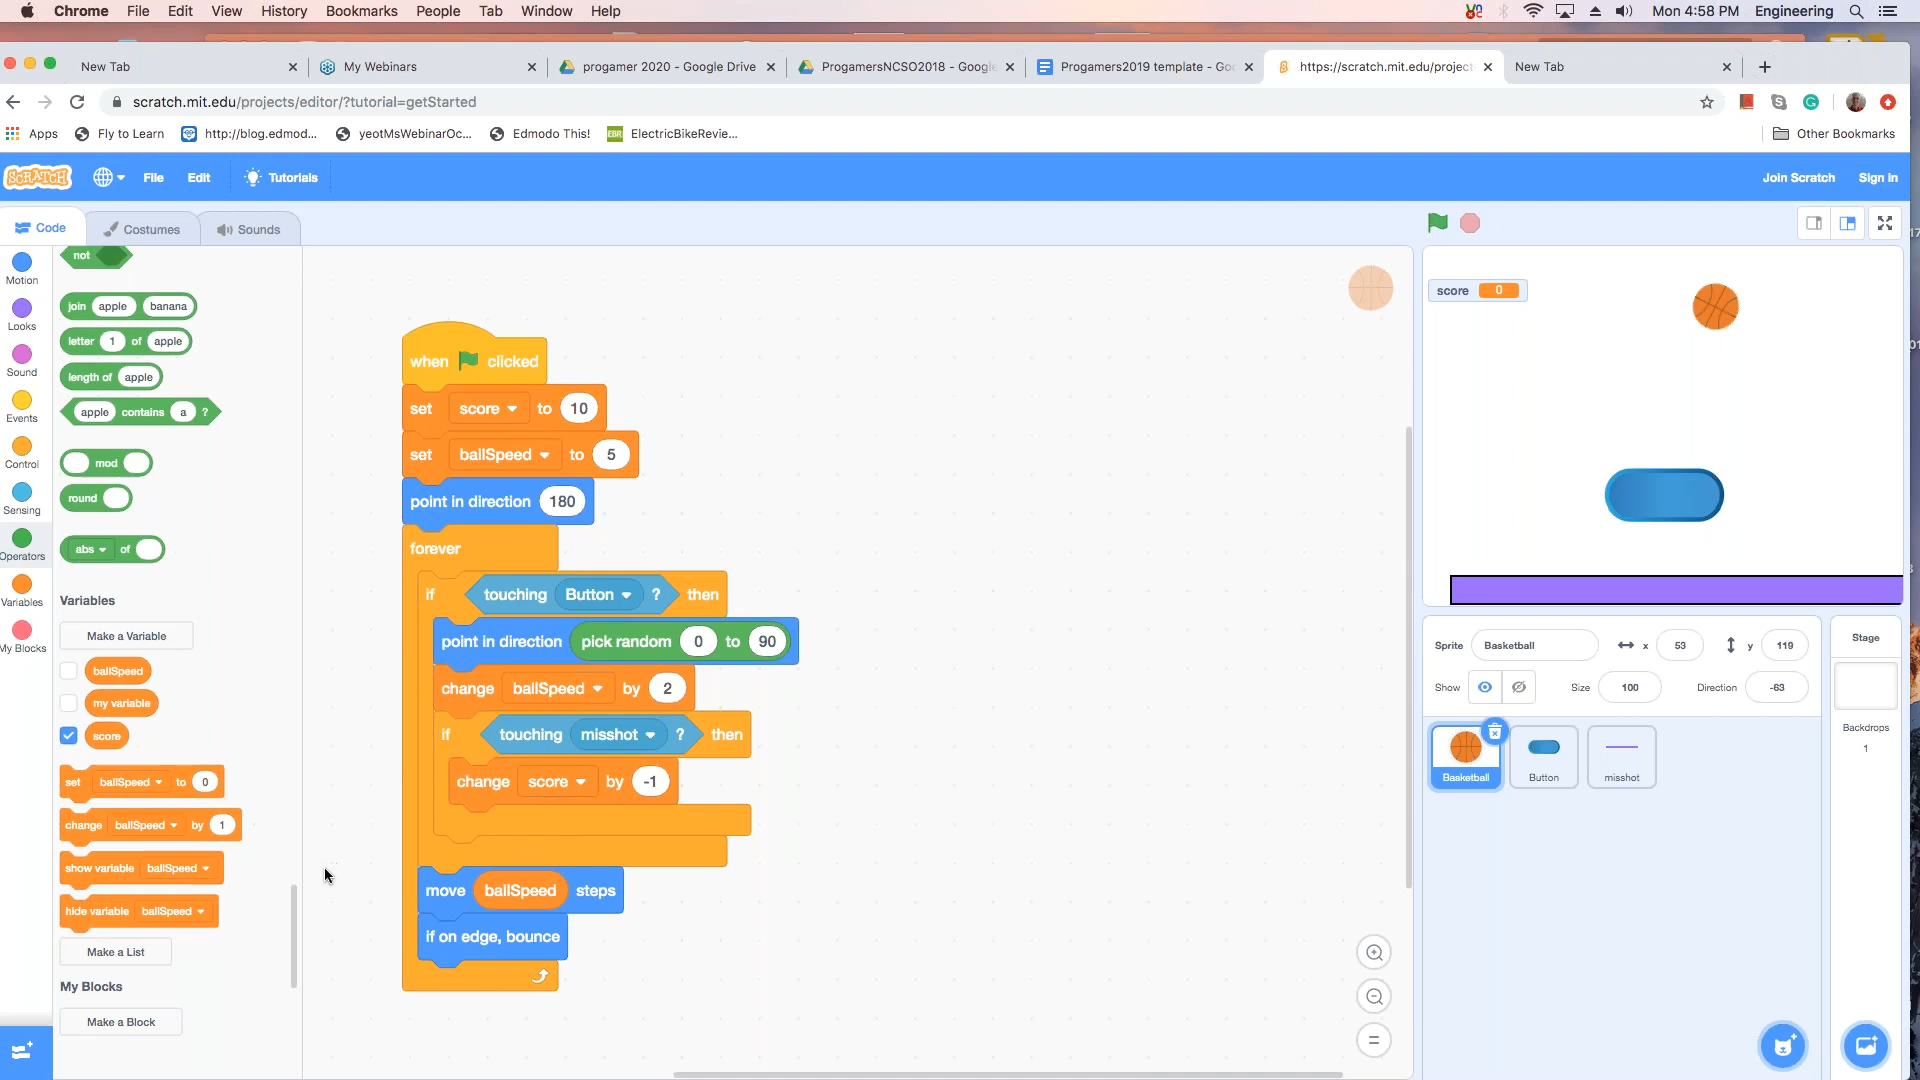 Chrome File Edit View History Bookmarks People Tab Window Help
Mon 4:58 PM Engineering
New Tab
My Webinars
progamer 2020 - Google Drive
ProgamersNCSO2018 - Google
Progamers2019 template - Go
https://scratch.mit.edu/project
New Tab
scratch.mit.edu/projects/editor/?tutorial=getStarted
Apps
Fly to Learn
http://blog.edmod...
yeotMsWebinarOc...
Edmodo This!
EBR
ElectricBikeRevie...
Other Bookmarks
SCRATCH
File
Edit
Tutorials
Join Scratch
Sign in
Code
Costumes
Sounds
Motion
Looks
Sound
Events
Control
Sensing
Operators
Variables
My Blocks
not
join apple banana
letter 1 of apple
length of apple
apple contains a ?
mod
round
abs of
Variables
Make a Variable
ballSpeed
my variable
score
set ballSpeed to 0
change ballSpeed by 1
show variable ballSpeed
hide variable ballSpeed
Make a List
My Blocks
Make a Block
when clicked
set score to 10
set ballSpeed to 5
point in direction 180
forever
if touching Button ? then
point in direction pick random 0 to 90
change ballSpeed by 2
if touching misshot ? then
change score by -1
move ballSpeed steps
if on edge, bounce
score 0
Sprite Basketball x 53 y 119
Show Size 100 Direction -63
Basketball
Button
misshot
Stage
Backdrops
1